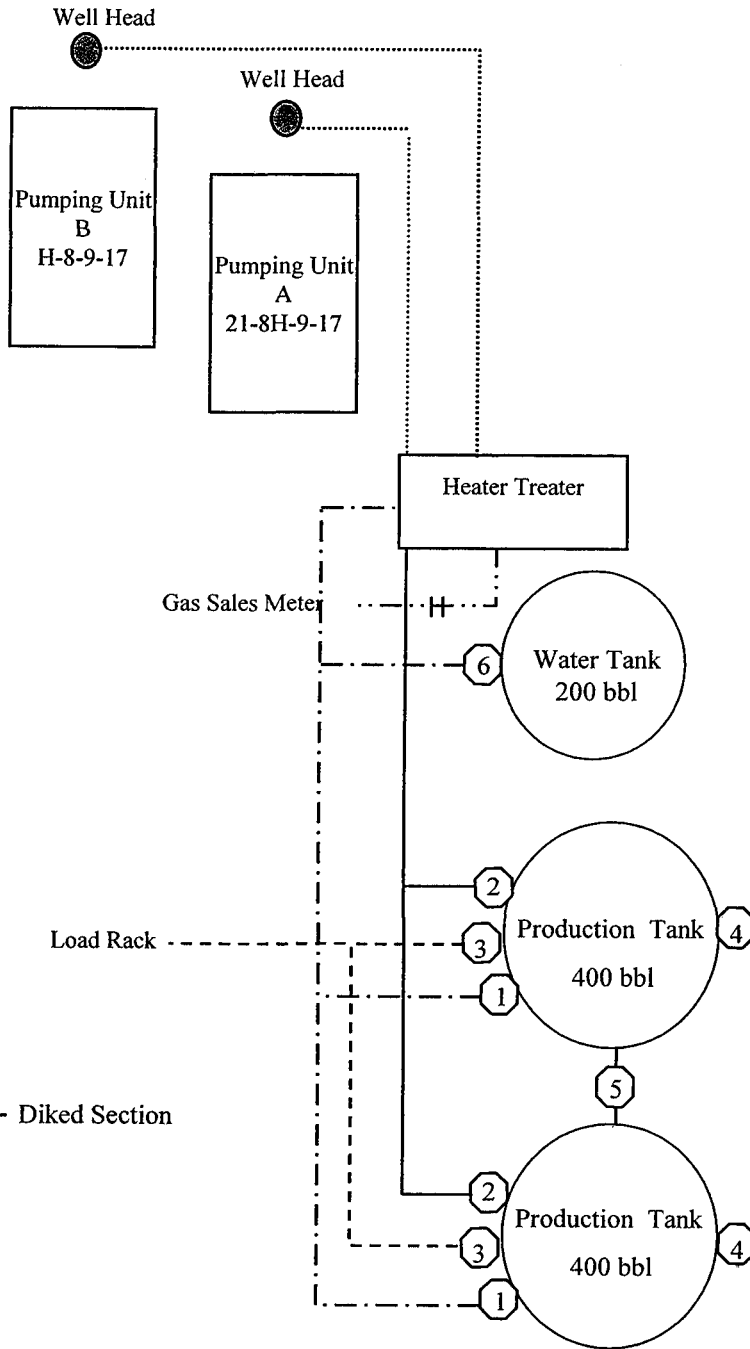 Well Head
Well Head
Pumping Unit
B
H-8-9-17
Pumping Unit
A
21-8H-9-17
Heater Treater
Gas Sales Meter
6
Water Tank
200 bbl
2
Load Rack
3
Production Tank
4
400 bbl
1
5
- Diked Section
2
Production Tank
3
4
400 bbl
1